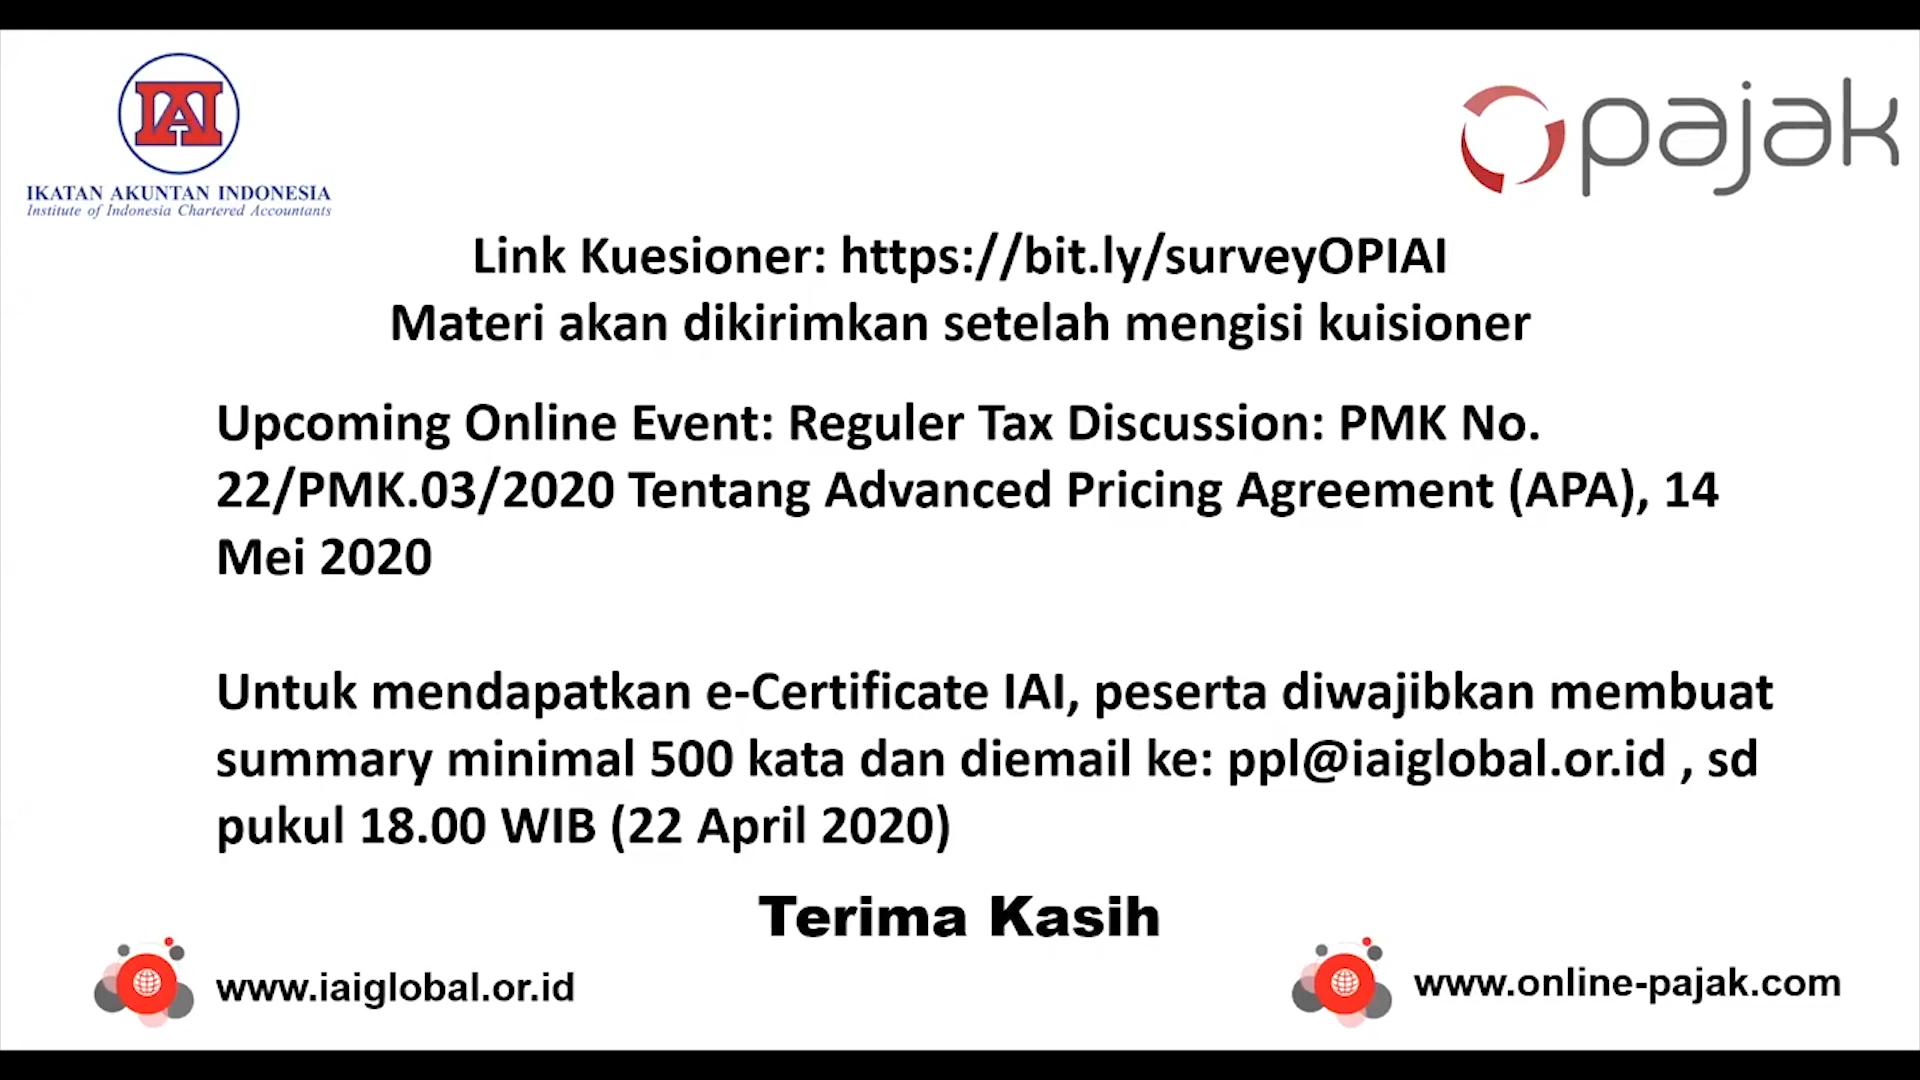 IAI
IKATAN AKUNTAN INDONESIA
Institute of Indonesia Chartered Accountants
pajak
Link Kuesioner: https://bit.ly/surveyOPIAI
Materi akan dikirimkan setelah mengisi kuisioner
Upcoming Online Event: Reguler Tax Discussion: PMK No.
22/PMK.03/2020 Tentang Advanced Pricing Agreement (APA), 14
Mei 2020
Untuk mendapatkan e-Certificate IAI, peserta diwajibkan membuat
summary minimal 500 kata dan diemail ke: ppl@iaiglobal.or.id , sd
pukul 18.00 WIB (22 April 2020)
Terima Kasih
www.iaiglobal.or.id
www.online-pajak.com